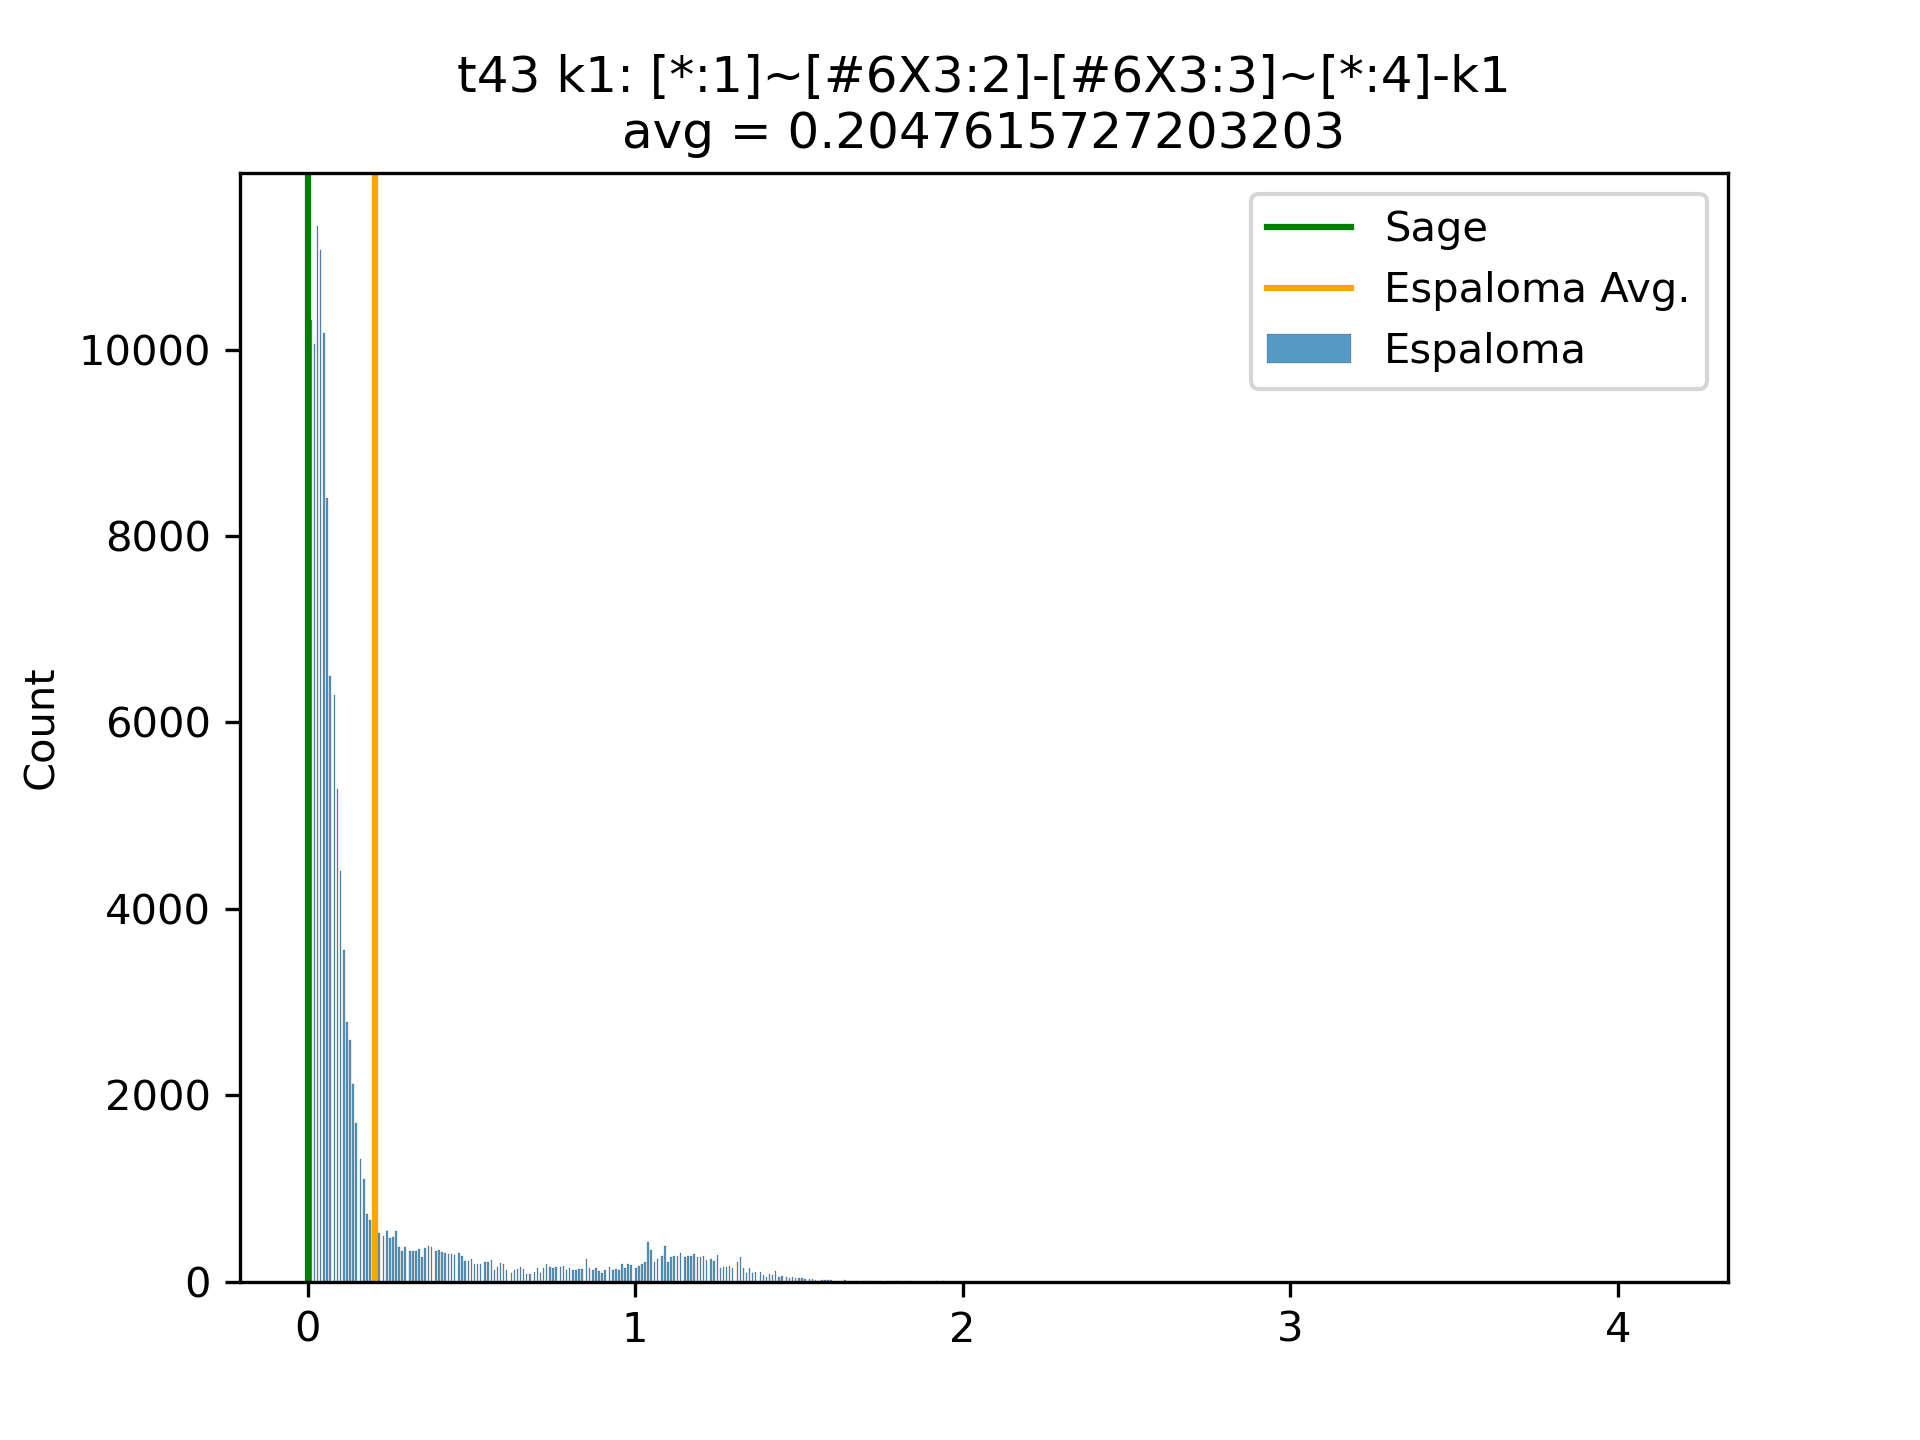 t43 k1: [*:1]~[#6X3:2]-[#6X3:3]~[*:4]-k1
avg = 0.2047615727203203
Sage
Espaloma Avg.
Espaloma
Count
10000
8000
6000
4000
2000
0
0 1 2 3 4